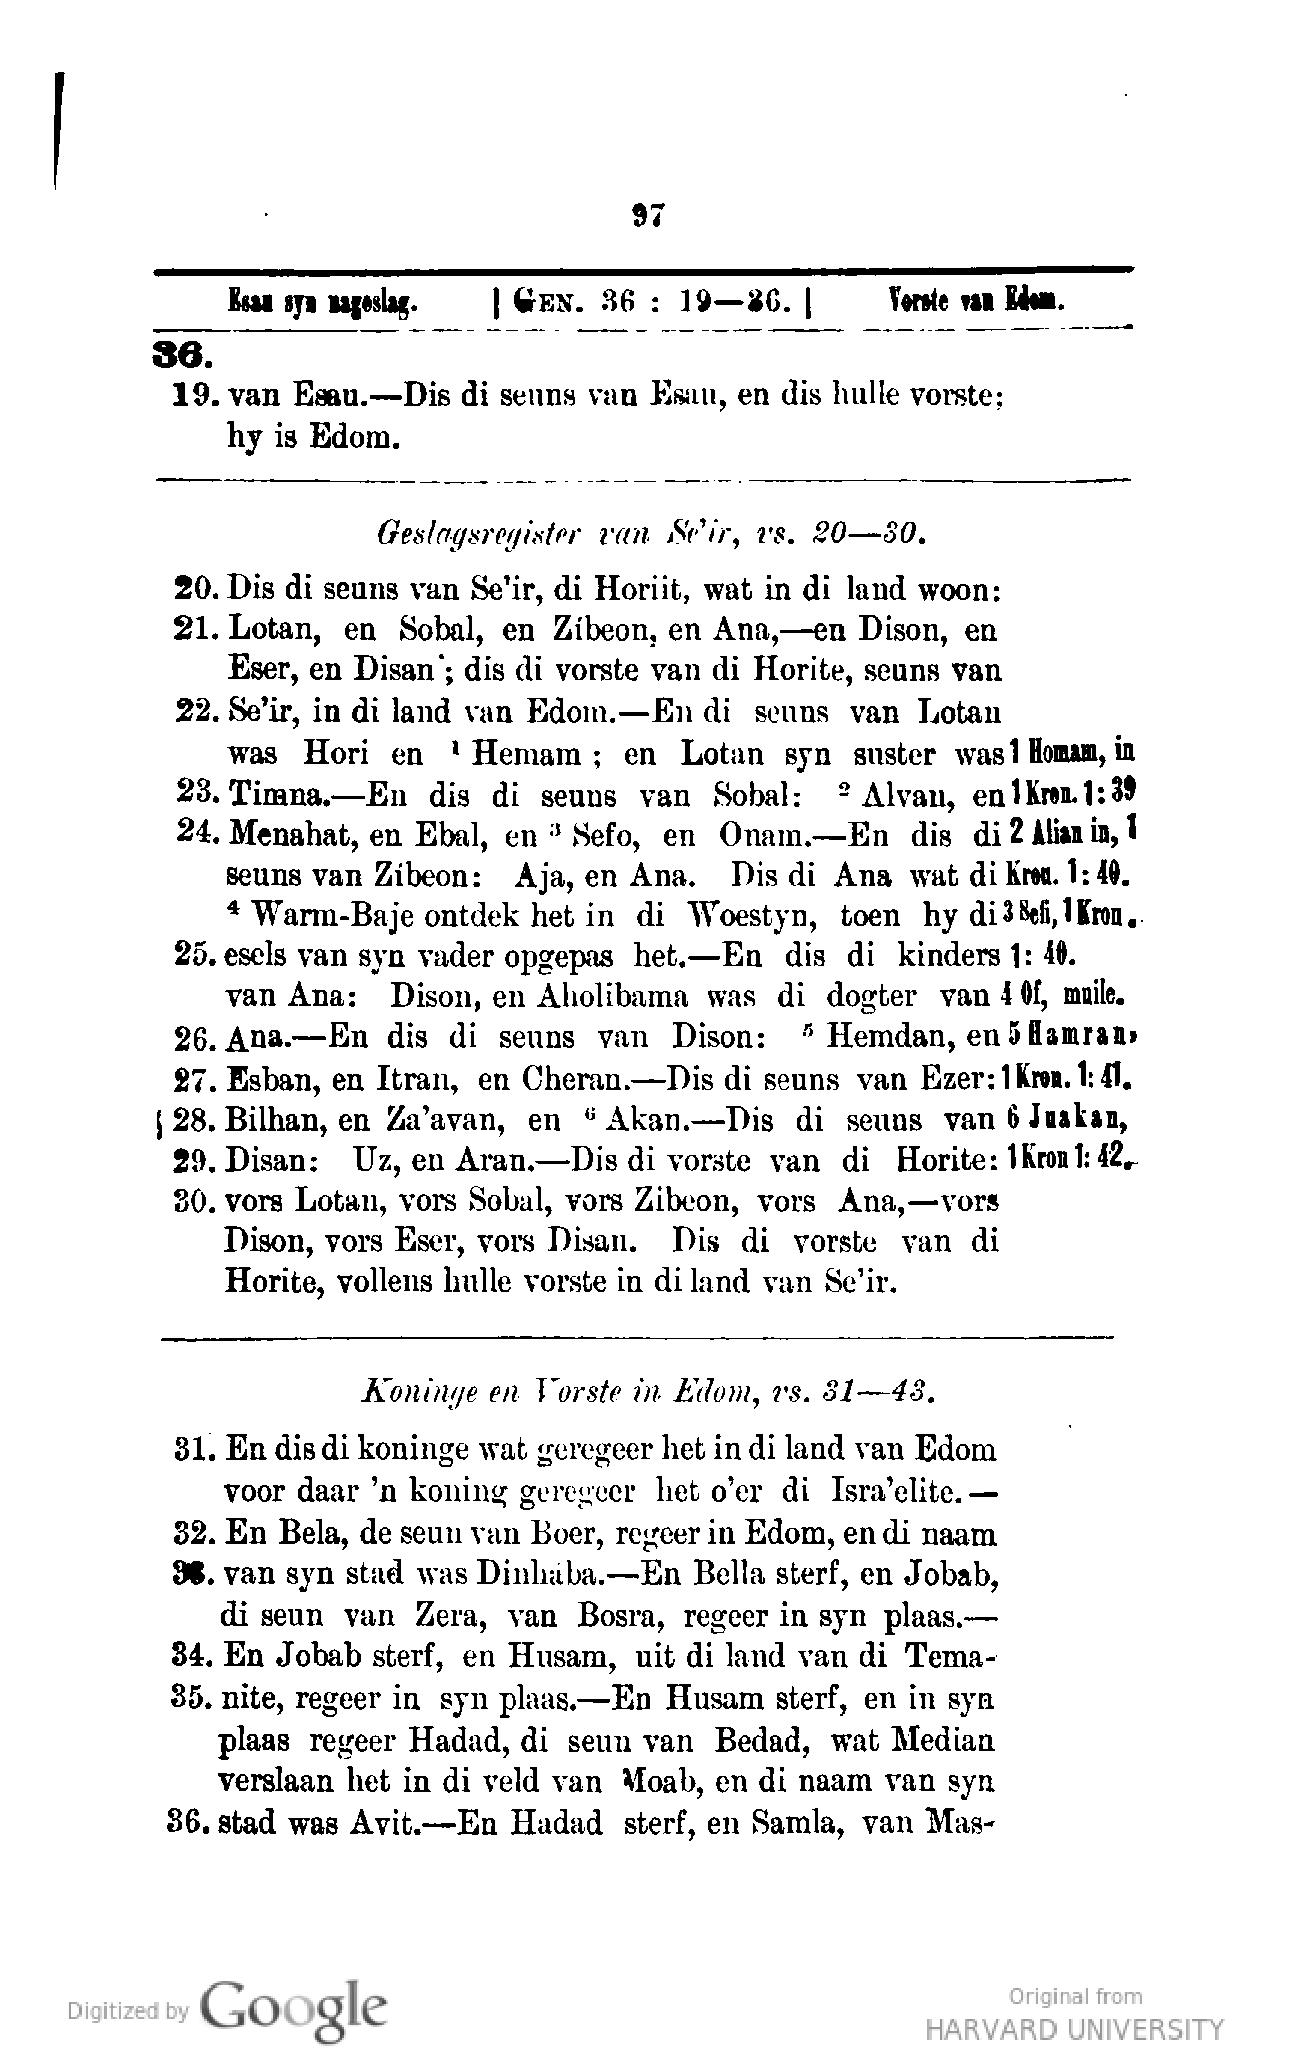 97
Esau syn nageslag. | GEN. 36 : 19—36. | Vorste van Edom.
36.
19. van Esau.—Dis di seuns van Esau, en dis hulle vorste;
hy is Edom.
Geslagsregister van Se'ir, vs. 20—30.
20. Dis di seuns van Se'ir, di Horiit, wat in di land woon:
21. Lotan, en Sobal, en Zibeon, en Ana,—en Dison, en
Eser, en Disan; dis di vorste van di Horite, seuns van
22. Se'ir, in di land van Edom.—En di seuns van Lotan
was Hori en ¹ Hemam; en Lotan syn suster was 1 Homam, in
23. Timna.—En dis di seuns van Sobal: ² Alvan, en 1 Kron. 1: 39
24. Menahat, en Ebal, en ³ Sefo, en Onam.—En dis di 2 Alian in, 1
seuns van Zibeon: Aja, en Ana. Dis di Ana wat di Kron. 1: 40.
⁴ Warm-Baje ontdek het in di Woestyn, toen hy di 3 Sefi, 1 Kron.
25. esels van syn vader opgepas het.—En dis di kinders 1: 40.
van Ana: Dison, en Aholibama was di dogter van 4 Of, muile.
26. Ana.—En dis di seuns van Dison: ⁵ Hemdan, en 5 Hamran,
27. Esban, en Itran, en Cheran.—Dis di seuns van Ezer: 1 Kron. 1: 41.
28. Bilhan, en Za'avan, en ⁶ Akan.—Dis di seuns van 6 Jaakan,
29. Disan: Uz, en Aran.—Dis di vorste van di Horite: 1 Kron 1: 42.
30. vors Lotan, vors Sobal, vors Zibeon, vors Ana,—vors
Dison, vors Eser, vors Disan. Dis di vorste van di
Horite, vollens hulle vorste in di land van Se'ir.
Koninge en Vorste in Edom, vs. 31—43.
31. En dis di koninge wat geregeer het in di land van Edom
voor daar 'n koning geregeer het o'er di Isra'elite.—
32. En Bela, de seun van Boer, regeer in Edom, en di naam
33. van syn stad was Dinhaba.—En Bella sterf, en Jobab,
di seun van Zera, van Bosra, regeer in syn plaas.—
34. En Jobab sterf, en Husam, uit di land van di Tema-
35. nite, regeer in syn plaas.—En Husam sterf, en in syn
plaas regeer Hadad, di seun van Bedad, wat Median
verslaan het in di veld van Moab, en di naam van syn
36. stad was Avit.—En Hadad sterf, en Samla, van Mas-
Digitized by Google
Original from
HARVARD UNIVERSITY